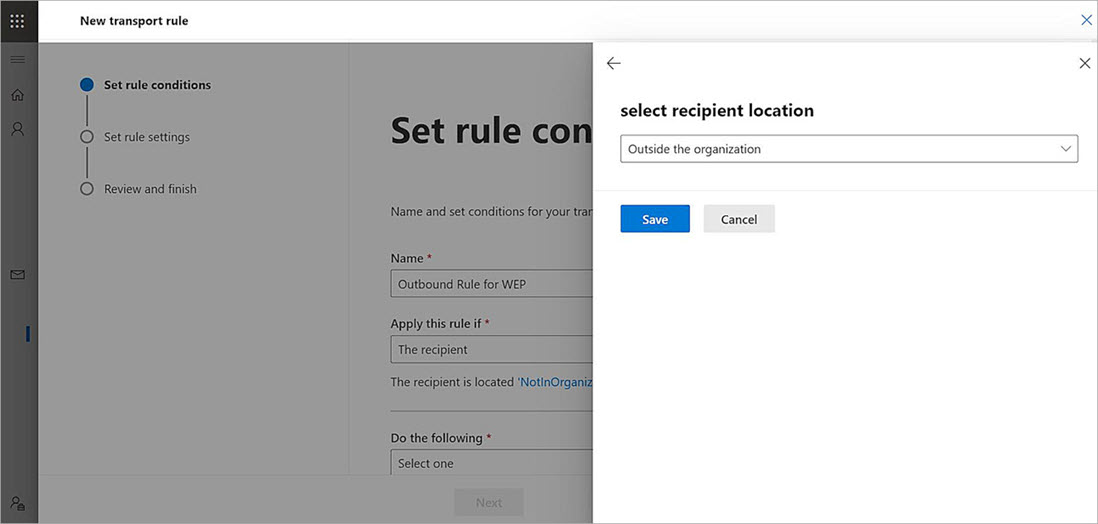 New transport rule
Set rule conditions
Set rule settings
Review and finish
Set rule con
Name and set conditions for your tran
Name *
Outbound Rule for WEP
Apply this rule if *
The recipient
The recipient is located 'NotInOrganiz
Do the following *
Select one
Next
select recipient location
Outside the organization
Save
Cancel